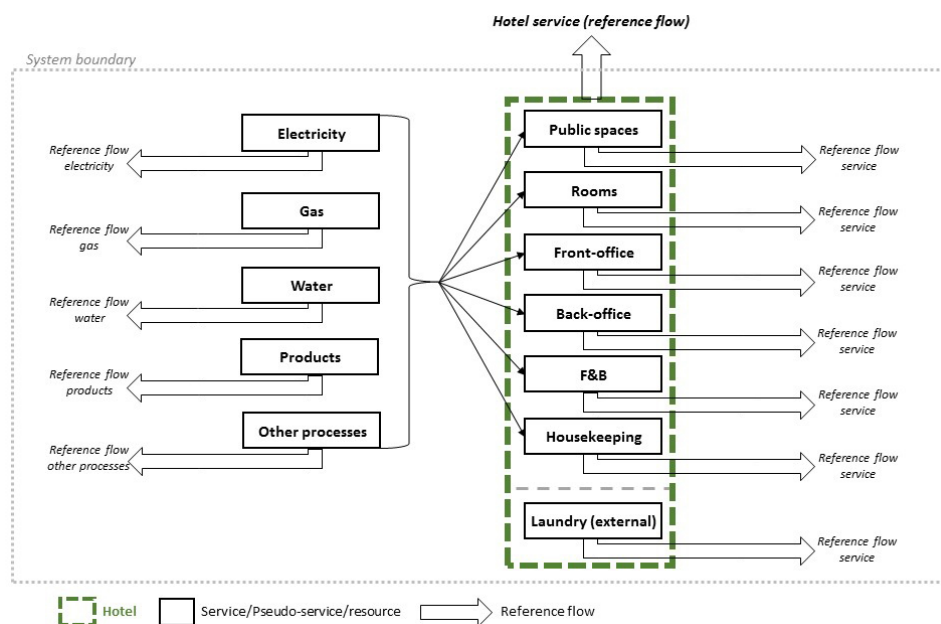 Hotel service (reference flow)
System boundary
Electricity
Reference flow
electricity
Gas
Reference flow
gas
Water
Reference flow
water
Products
Reference flow
products
Other processes
Reference flow
other processes
Public spaces
Reference flow
service
Rooms
Reference flow
service
Front-office
Reference flow
service
Back-office
Reference flow
service
F&B
Reference flow
service
Housekeeping
Reference flow
service
Laundry (external)
Reference flow
service
Hotel
Service/Pseudo-service/resource
Reference flow